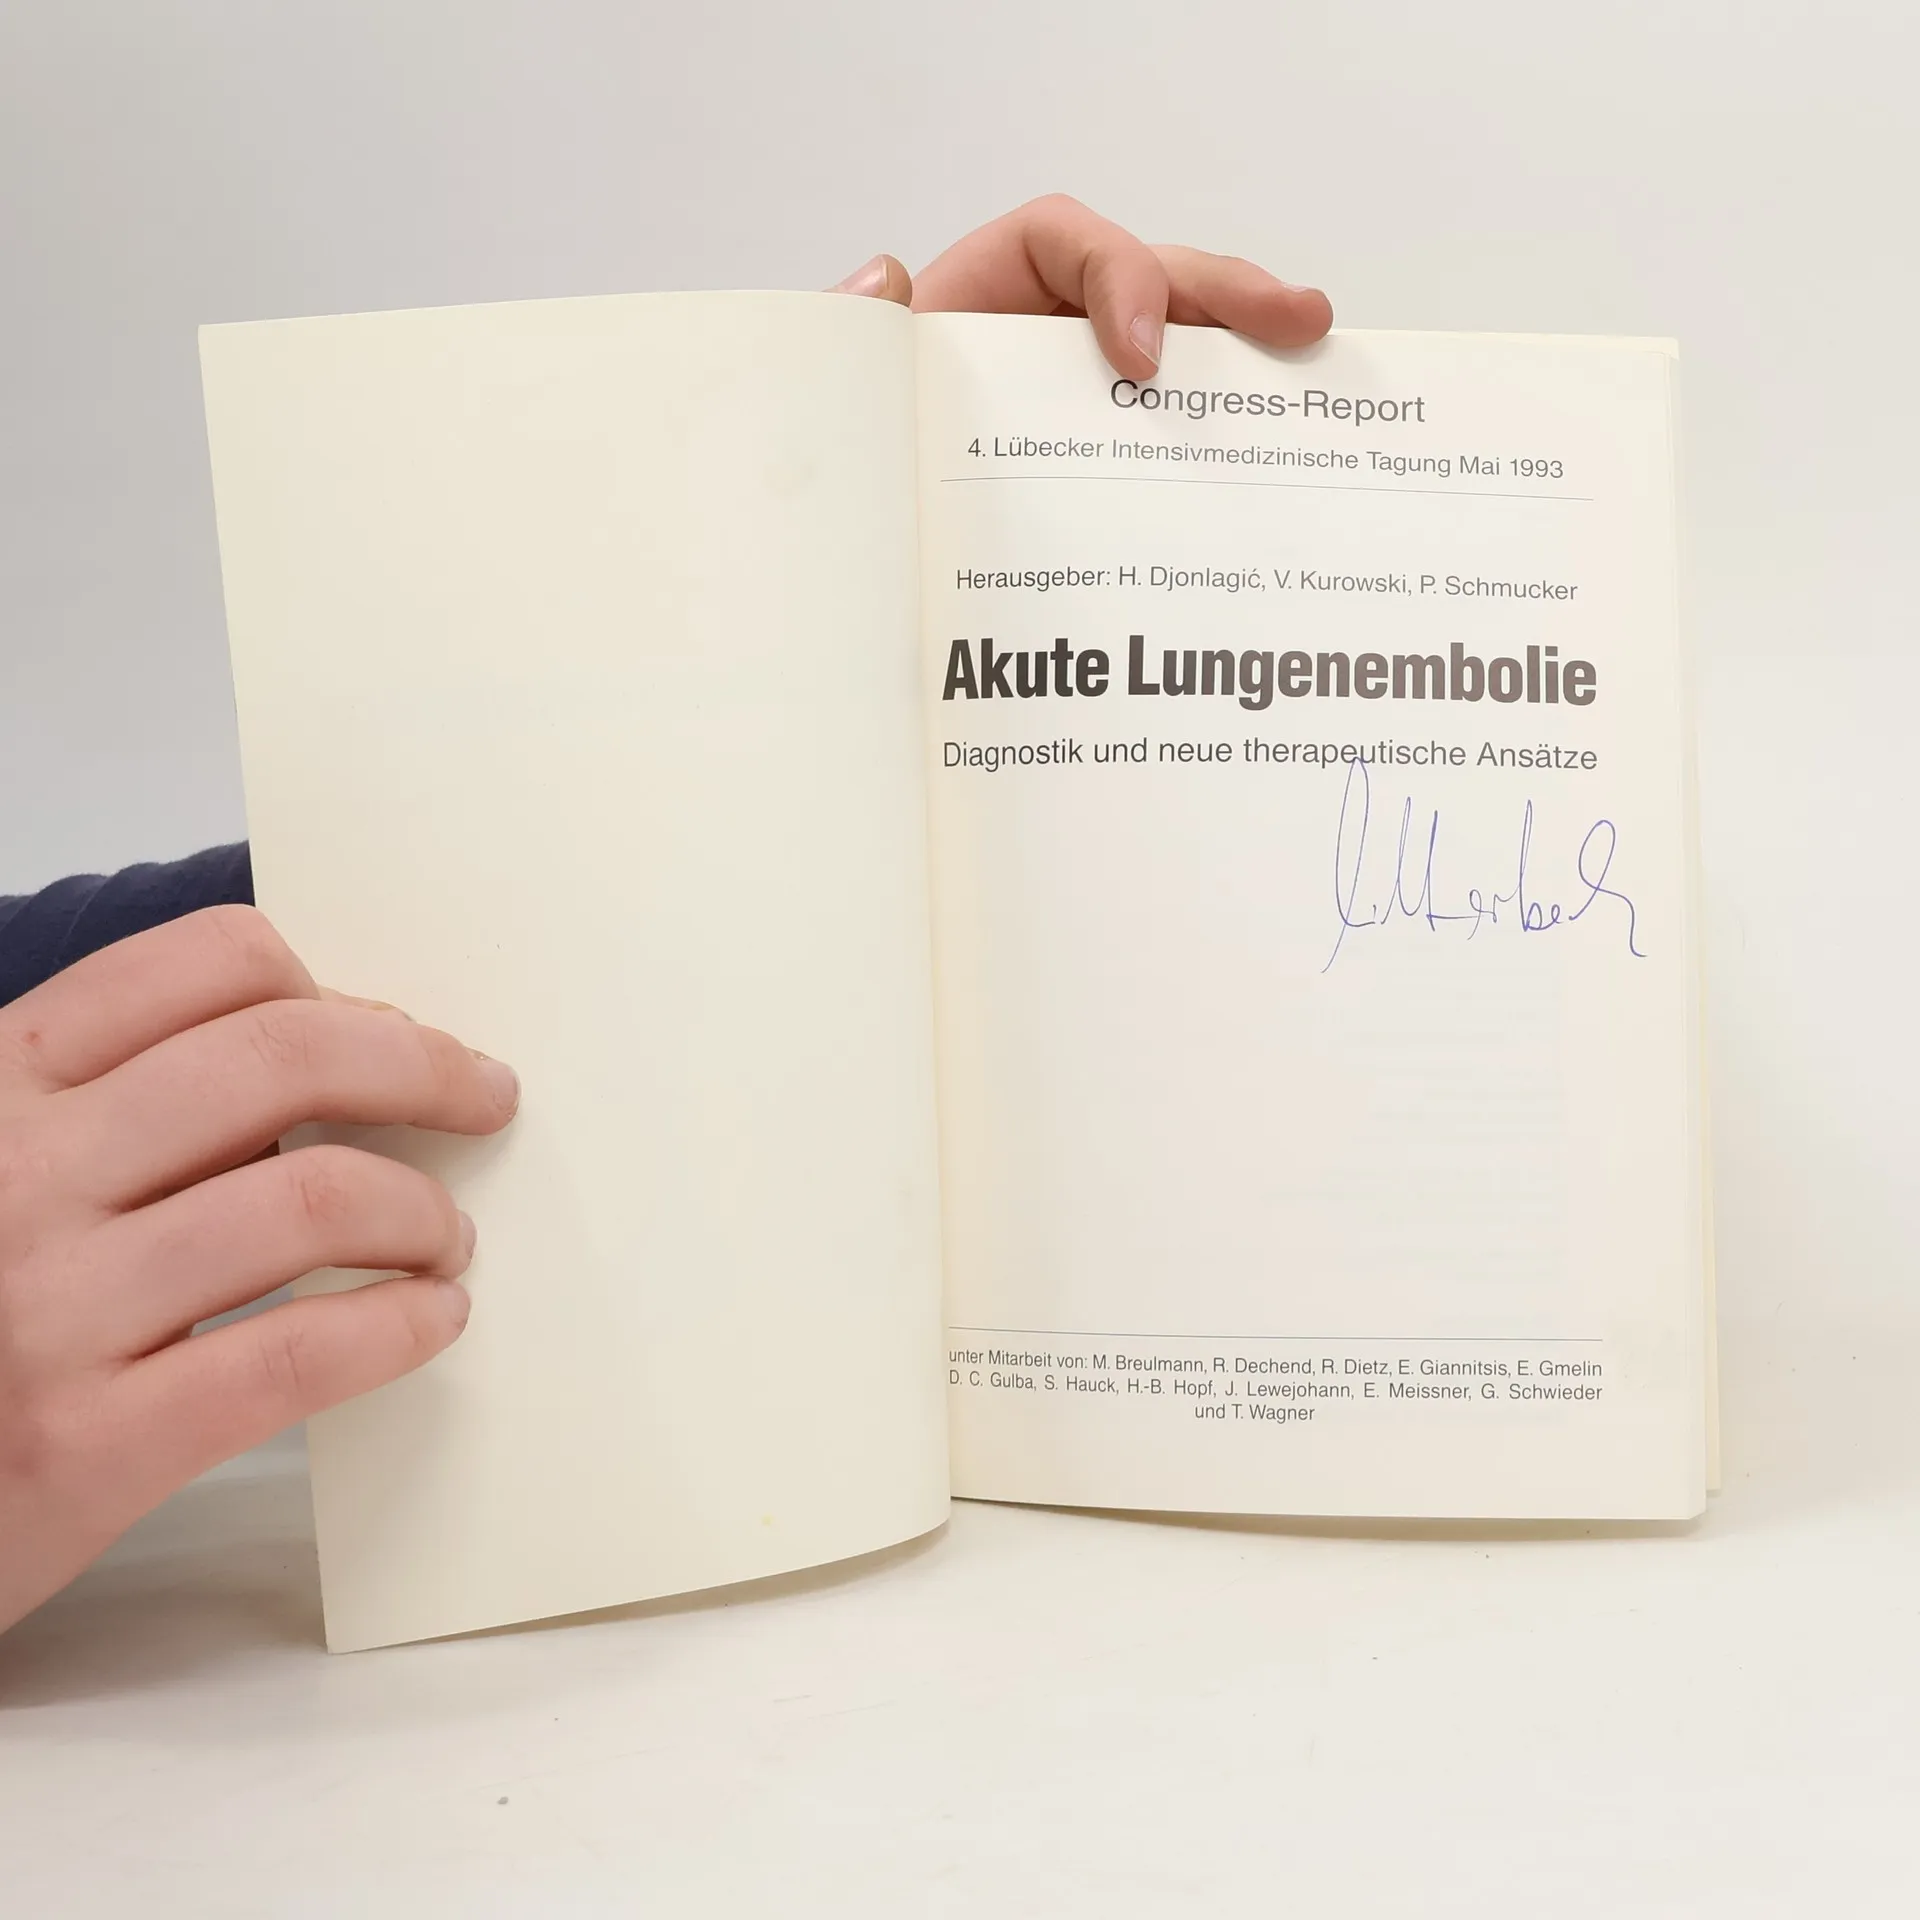 Congress-Report
4. Lübecker Intensivmedizinische Tagung Mai 1993
Herausgeber: H. Djonlagić, V. Kurowski, P. Schmucker
Akute Lungenembolie
Diagnostik und neue therapeutische Ansätze
unter Mitarbeit von: M. Breulmann, R. Dechend, R. Dietz, E. Giannitsis, E. Gmelin
D. C. Gulba, S. Hauck, H.-B. Hopf, J. Lewejohann, E. Meissner, G. Schwieder
und T. Wagner